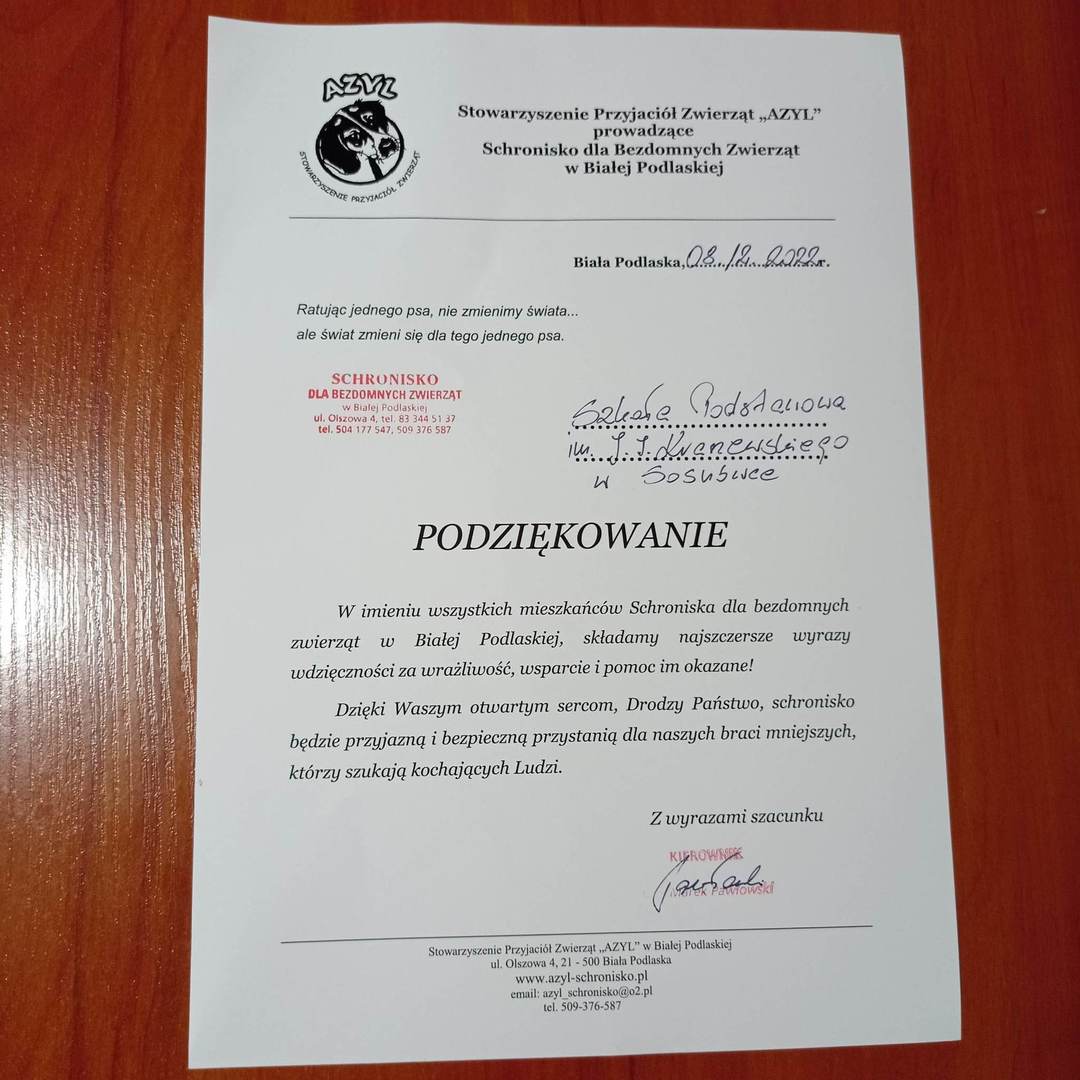 AZYL
STOWARZYSZENIE PRZYJACIÓŁ ZWIERZĄT
Stowarzyszenie Przyjaciół Zwierząt „AZYL”
prowadzące
Schronisko dla Bezdomnych Zwierząt
w Białej Podlaskiej
Biała Podlaska, 08.12.2022r.
Ratując jednego psa, nie zmienimy świata...
ale świat zmieni się dla tego jednego psa.
SCHRONISKO
DLA BEZDOMNYCH ZWIERZĄT
w Białej Podlaskiej
ul. Olszowa 4, tel. 83 344 51 37
tel. 504 177 547, 509 376 587
Szkoła Podstawowa
im. J. I. Kraszewskiego
w
PODZIĘKOWANIE
W imieniu wszystkich mieszkańców Schroniska dla bezdomnych
zwierząt w Białej Podlaskiej, składamy najszczersze wyrazy
wdzięczności za wrażliwość, wsparcie i pomoc im okazane!
Dzięki Waszym otwartym sercom, Drodzy Państwo, schronisko
będzie przyjazną i bezpieczną przystanią dla naszych braci mniejszych,
którzy szukają kochających Ludzi.
Z wyrazami szacunku
KIEROWNIK
Marek Pawłowski
Stowarzyszenie Przyjaciół Zwierząt „AZYL” w Białej Podlaskiej
ul. Olszowa 4, 21 - 500 Biała Podlaska
www.azyl-schronisko.pl
email: azyl_schronisko@o2.pl
tel. 509-376-587